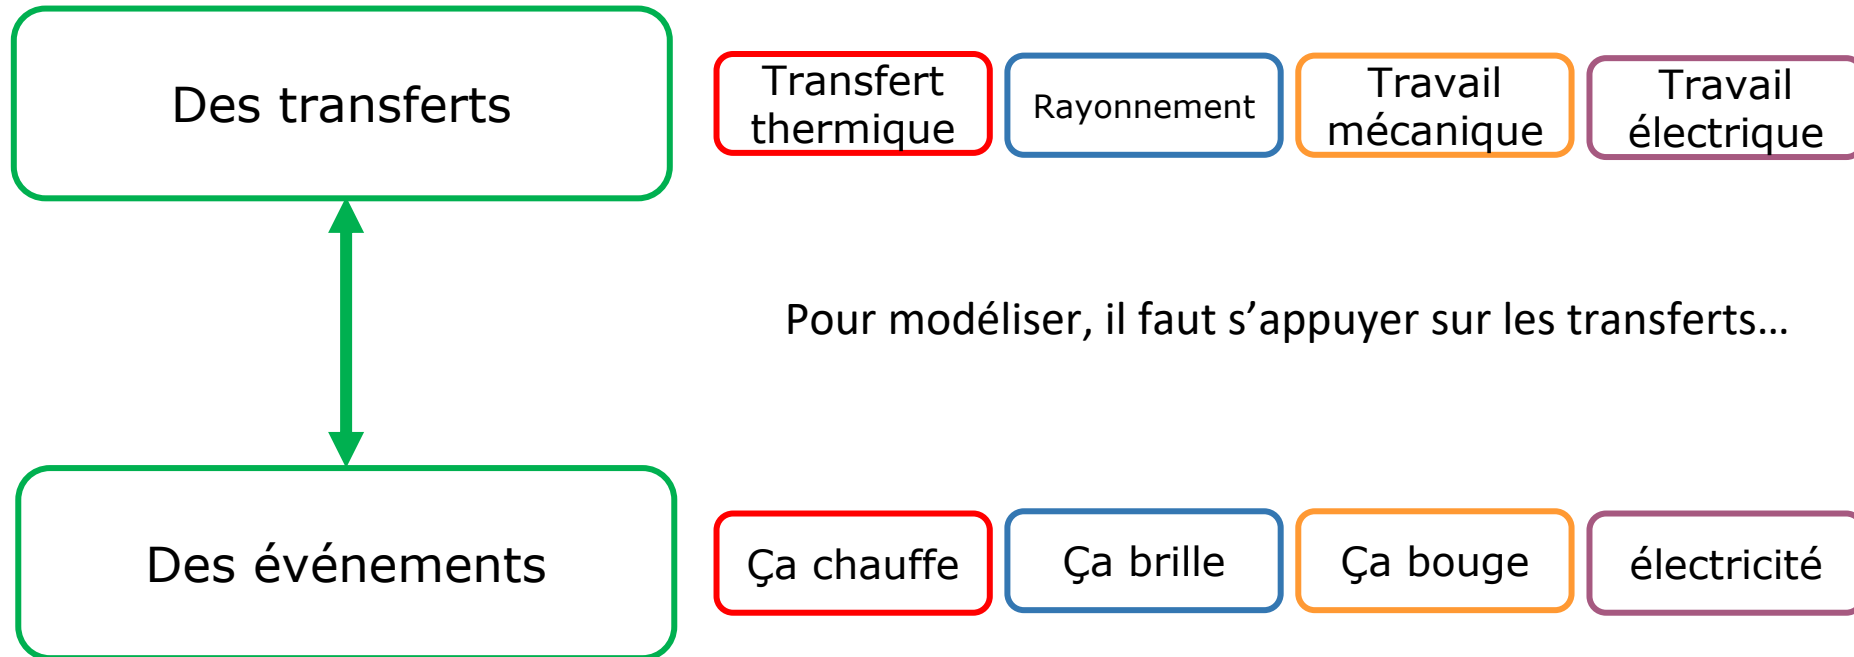 Des transferts
Transfert
thermique
Rayonnement
Travail
mécanique
Travail
électrique
Pour modéliser, il faut s’appuyer sur les transferts…
Des événements
Ça chauffe
Ça brille
Ça bouge
électricité